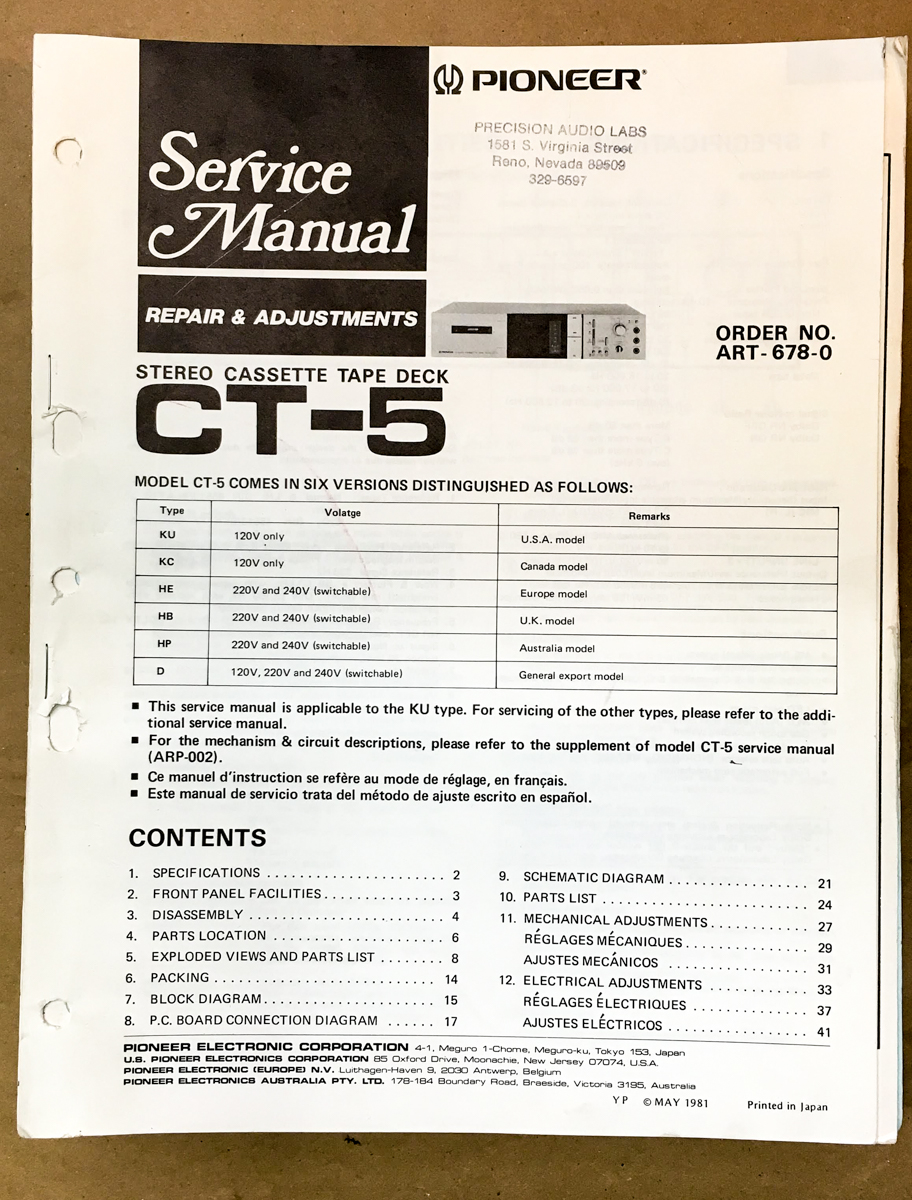 Service
Manual
PIONEER®
PRECISION AUDIO LABS
1581 S. Virginia Street
Reno, Nevada 89509
329-6597
REPAIR & ADJUSTMENTS
ORDER NO.
ART-678-0
STEREO CASSETTE TAPE DECK
CT-5
MODEL CT-5 COMES IN SIX VERSIONS DISTINGUISHED AS FOLLOWS:
Type Volatge Remarks
KU 120V only U.S.A. model
KC 120V only Canada model
HE 220V and 240V (switchable) Europe model
HB 220V and 240V (switchable) U.K. model
HP 220V and 240V (switchable) Australia model
D 120V, 220V and 240V (switchable) General export model
■ This service manual is applicable to the KU type. For servicing of the other types, please refer to the addi-
tional service manual.
■ For the mechanism & circuit descriptions, please refer to the supplement of model CT-5 service manual
(ARP-002).
■ Ce manuel d'instruction se refère au mode de réglage, en français.
■ Este manual de servicio trata del método de ajuste escrito en español.
CONTENTS
1. SPECIFICATIONS . . . . . . . . . . . . . . . . . . . . . . 2
2. FRONT PANEL FACILITIES . . . . . . . . . . . . . . . 3
3. DISASSEMBLY . . . . . . . . . . . . . . . . . . . . . . . . 4
4. PARTS LOCATION . . . . . . . . . . . . . . . . . . . . . 6
5. EXPLODED VIEWS AND PARTS LIST . . . . . . . . 8
6. PACKING . . . . . . . . . . . . . . . . . . . . . . . . . . . . 14
7. BLOCK DIAGRAM . . . . . . . . . . . . . . . . . . . . . 15
8. P.C. BOARD CONNECTION DIAGRAM . . . . . . 17
9. SCHEMATIC DIAGRAM . . . . . . . . . . . . . . . . . 21
10. PARTS LIST . . . . . . . . . . . . . . . . . . . . . . . . . 24
11. MECHANICAL ADJUSTMENTS . . . . . . . . . . . . 27
RÉGLAGES MÉCANIQUES . . . . . . . . . . . . . . . 29
AJUSTES MECÁNICOS . . . . . . . . . . . . . . . . . 31
12. ELECTRICAL ADJUSTMENTS . . . . . . . . . . . . 33
RÉGLAGES ÉLECTRIQUES . . . . . . . . . . . . . . 37
AJUSTES ELÉCTRICOS . . . . . . . . . . . . . . . . . 41
PIONEER ELECTRONIC CORPORATION 4-1, Meguro 1-Chome, Meguro-ku, Tokyo 153, Japan
U.S. PIONEER ELECTRONICS CORPORATION 85 Oxford Drive, Moonachie, New Jersey 07074, U.S.A.
PIONEER ELECTRONIC (EUROPE) N.V. Luithagen-Haven 9, 2030 Antwerp, Belgium
PIONEER ELECTRONICS AUSTRALIA PTY. LTD. 178-184 Boundary Road, Braeside, Victoria 3195, Australia
YP © MAY 1981 Printed in Japan